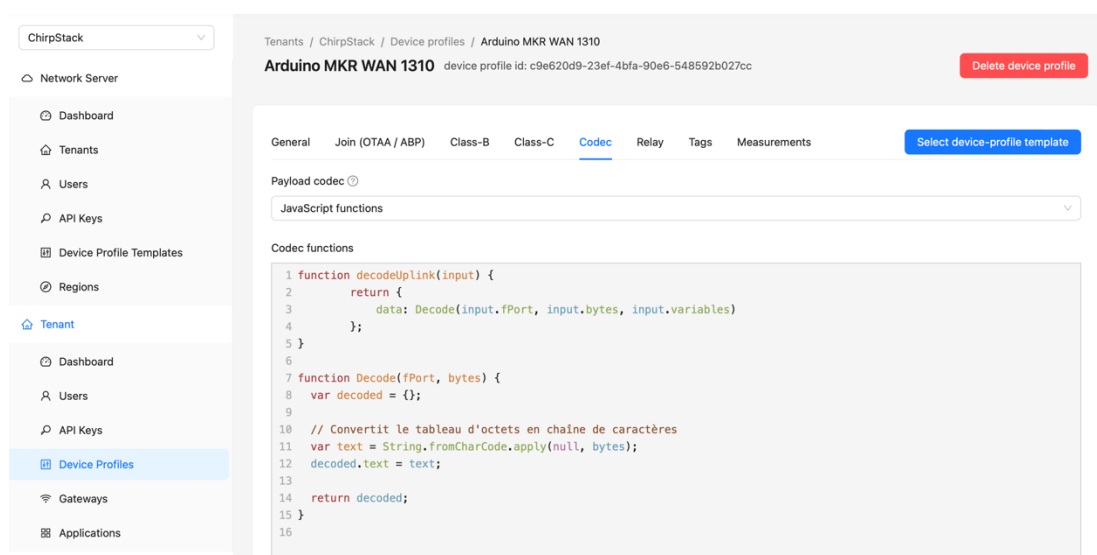 ChirpStack
Network Server
Dashboard
Tenants
Users
API Keys
Device Profile Templates
Regions
Tenant
Dashboard
Users
API Keys
Device Profiles
Gateways
Applications
Tenants / ChirpStack / Device profiles / Arduino MKR WAN 1310
Arduino MKR WAN 1310 device profile id: c9e620d9-23ef-4bfa-90e6-548592b027cc
Delete device profile
General Join (OTAA / ABP) Class-B Class-C Codec Relay Tags Measurements
Select device-profile template
Payload codec
JavaScript functions
Codec functions
1 function decodeUplink(input) {
2 return {
3 data: Decode(input.fPort, input.bytes, input.variables)
4 };
5 }
6
7 function Decode(fPort, bytes) {
8 var decoded = {};
9
10 // Convertit le tableau d'octets en chaîne de caractères
11 var text = String.fromCharCode.apply(null, bytes);
12 decoded.text = text;
13
14 return decoded;
15 }
16